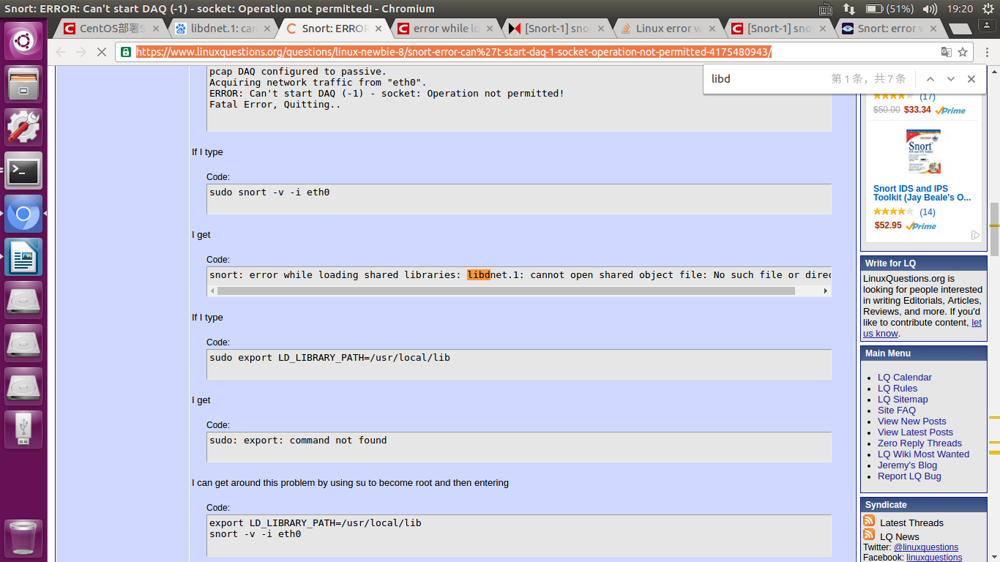 Snort: ERROR: Can't start DAQ (-1) - socket: Operation not permitted! - Chromium
(51%)
19:20
CentOS部署S
libdnet.1: can
Snort: ERROR
error while lo
[Snort-1] sno
Linux error w
[Snort-1] sno
Snort: error w
https://www.linuxquestions.org/questions/linux-newbie-8/snort-error-can%27t-start-daq-1-socket-operation-not-permitted-4175480943/
libd
第 1 条，共 7 条
pcap DAQ configured to passive.
Acquiring network traffic from "eth0".
ERROR: Can't start DAQ (-1) - socket: Operation not permitted!
Fatal Error, Quitting..
If I type
Code:
sudo snort -v -i eth0
I get
Code:
snort: error while loading shared libraries: libdnet.1: cannot open shared object file: No such file or direc
If I type
Code:
sudo export LD_LIBRARY_PATH=/usr/local/lib
I get
Code:
sudo: export: command not found
I can get around this problem by using su to become root and then entering
Code:
export LD_LIBRARY_PATH=/usr/local/lib
snort -v -i eth0
(17)
$50.00 $33.34 Prime
Snort
Snort IDS and IPS
Toolkit (Jay Beale's O...
(14)
$52.95 Prime
Write for LQ
LinuxQuestions.org is
looking for people interested
in writing Editorials, Articles,
Reviews, and more. If you'd
like to contribute content, let
us know.
Main Menu
LQ Calendar
LQ Rules
LQ Sitemap
Site FAQ
View New Posts
View Latest Posts
Zero Reply Threads
LQ Wiki Most Wanted
Jeremy's Blog
Report LQ Bug
Syndicate
Latest Threads
LQ News
Twitter: @linuxquestions
Facebook: linuxquestions